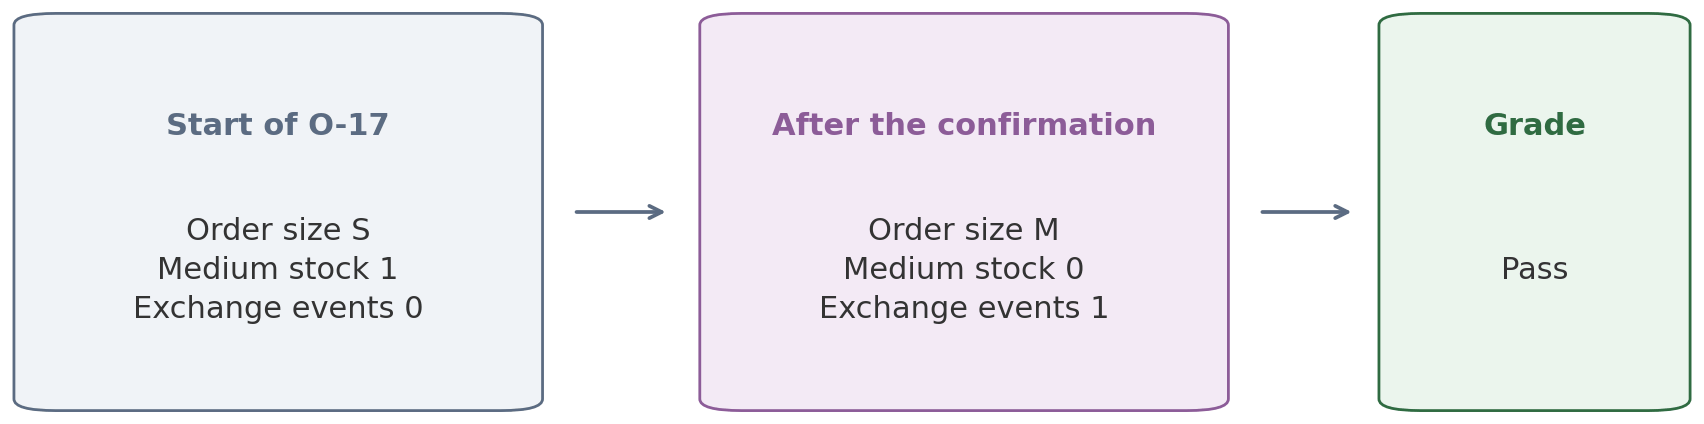 Start of O-17
Order size S
Medium stock 1
Exchange events 0
After the confirmation
Order size M
Medium stock 0
Exchange events 1
Grade
Pass